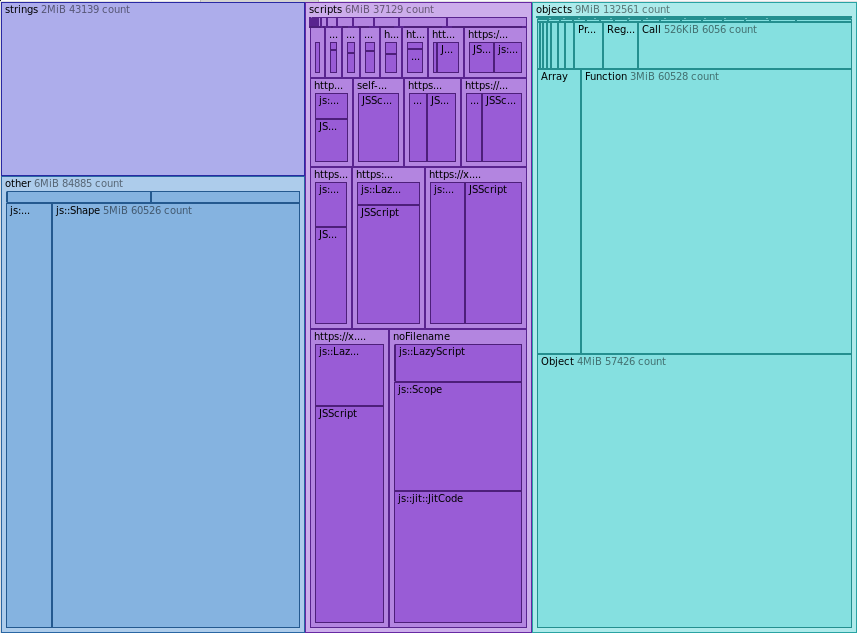 strings 2MiB 43139 count
other 6MiB 84885 count
js:...
js::Shape 5MiB 60526 count
scripts 6MiB 37129 count
...
...
...
h...
ht...
...
htt...
J...
https:/...
JS...
js:...
http...
js:...
JS...
self-...
JSSc...
https...
...
JS...
https://...
...
JSSc...
https...
js:...
JS...
https:...
js::Laz...
JSScript
https://x....
js:...
JSScript
https://x....
js::Laz...
JSScript
noFilename
js::LazyScript
js::Scope
js::jit::JitCode
objects 9MiB 132561 count
Pr...
Reg...
Call 526KiB 6056 count
Array
Function 3MiB 60528 count
Object 4MiB 57426 count